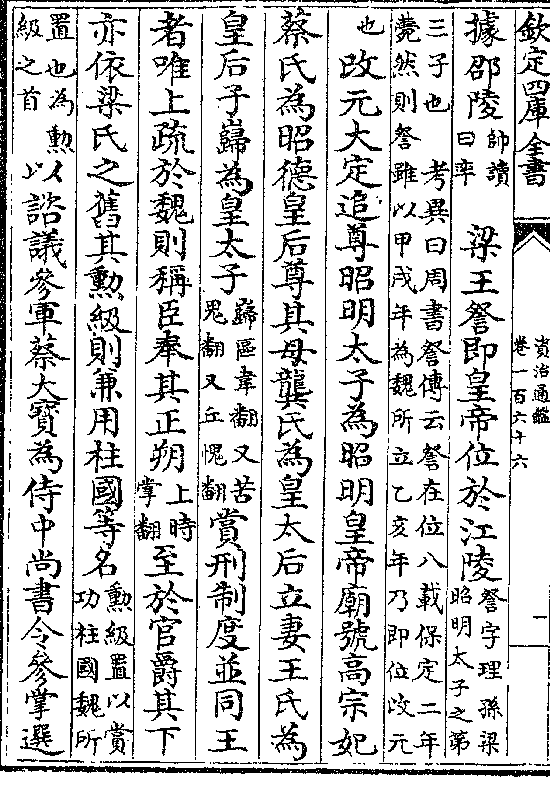 欽定四庫全書
資治通鑑
卷一百六十六
一
據邵陵帥讀曰率 梁王詧即皇帝位於江陵詧字理孫梁昭明太子之第
三子也 考異曰周書詧傳云詧在位八載保定二年
薨然則詧雖以甲戌年為魏所立乙亥年乃即位改元
也 改元大定追尊昭明太子為昭明皇帝廟號高宗妃
蔡氏為昭德皇后尊其母龔氏為皇太后立妻王氏為
皇后子巋為皇太子巋區韋翻又苦鬼翻又丘愧翻賞刑制度並同王
者唯上疏於魏則稱臣奉其正朔上時掌翻至於官爵其下
亦依梁氏之舊其勲級則兼用柱國等名勲級置以賞功柱國魏所
置也為勲級之首 以諮議參軍蔡大寳為侍中尚書令參掌選